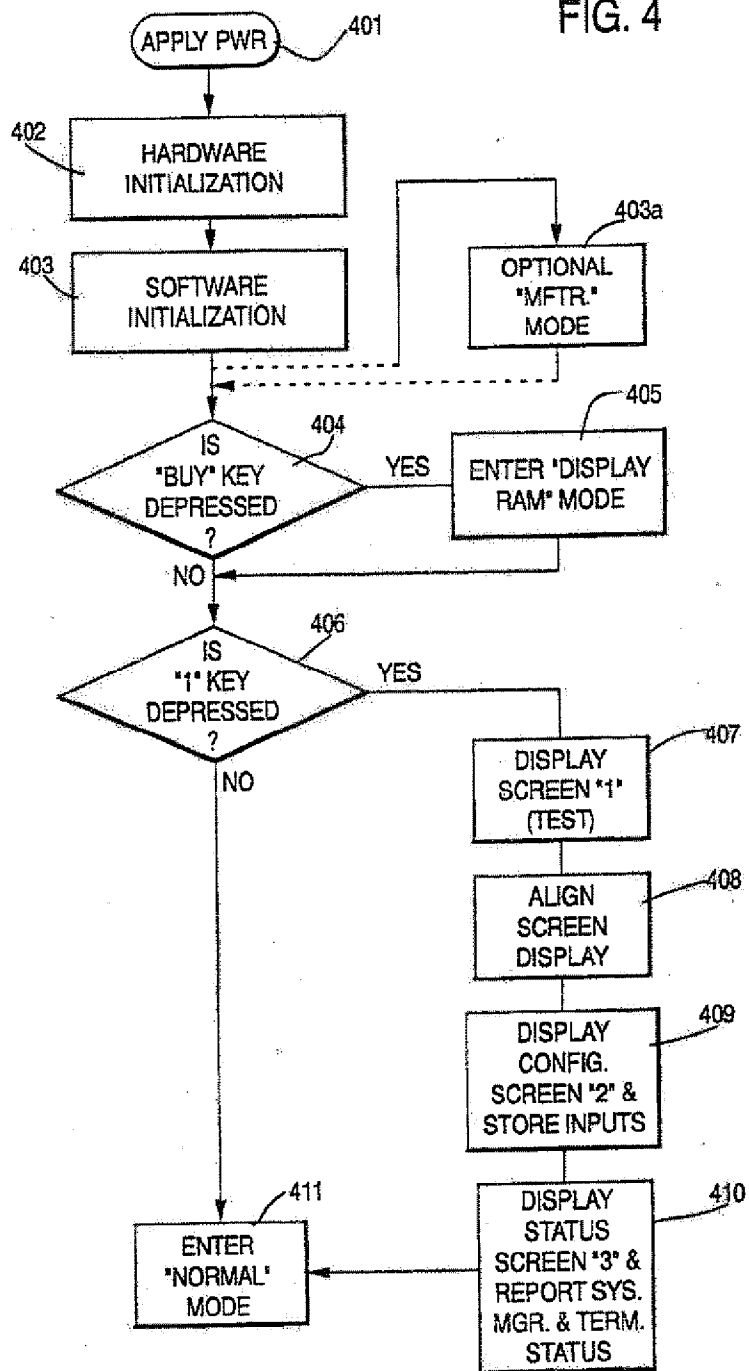 FIG. 4
APPLY PWR
401
402
HARDWARE
INITIALIZATION
403
SOFTWARE
INITIALIZATION
403a
OPTIONAL
"MFTR."
MODE
404
IS
"BUY" KEY
DEPRESSED
?
YES
NO
405
ENTER "DISPLAY
RAM" MODE
406
IS
"1" KEY
DEPRESSED
?
YES
NO
407
DISPLAY
SCREEN "1"
(TEST)
408
ALIGN
SCREEN
DISPLAY
409
DISPLAY
CONFIG.
SCREEN "2" &
STORE INPUTS
410
DISPLAY
STATUS
SCREEN "3" &
REPORT SYS.
MGR. & TERM.
STATUS
411
ENTER
"NORMAL"
MODE